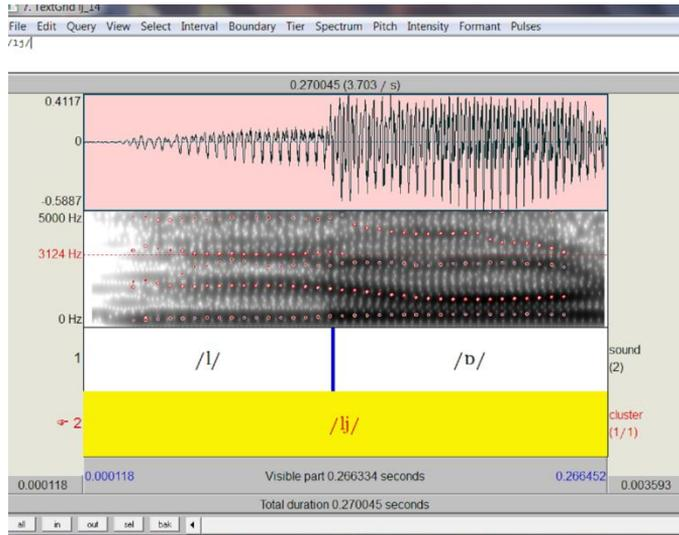 7. TextGrid lj_14
File Edit Query View Select Interval Boundary Tier Spectrum Pitch Intensity Formant Pulses
/lj/
0.270045 (3.703 / s)
0.4117
0
-0.5887
5000 Hz
3124 Hz
0 Hz
1 /l/ /ɒ/ sound
(2)
2 /lj/ cluster
(1/1)
0.000118 0.000118 Visible part 0.266334 seconds 0.266452 0.003593
Total duration 0.270045 seconds
all in out sel bak